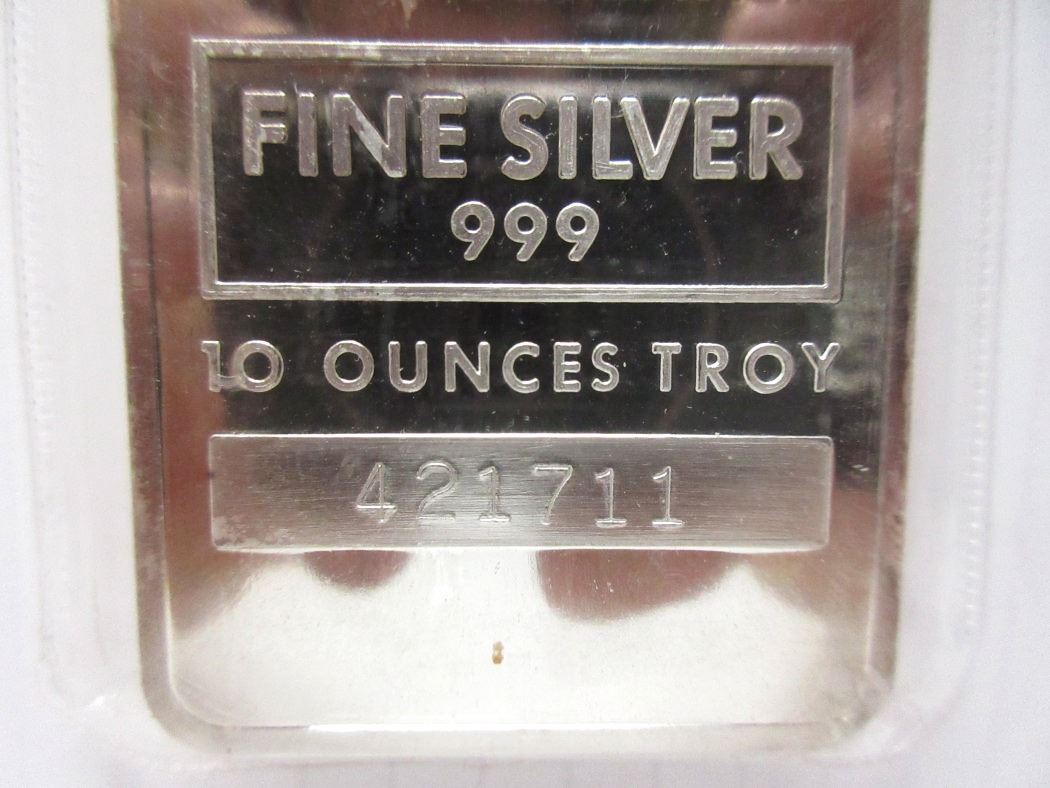 FINE SILVER
999
10 OUNCES TROY
421711